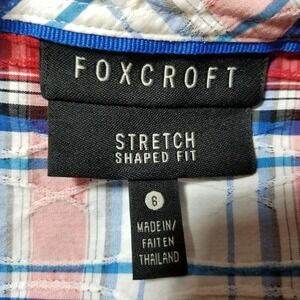 FOXCROFT
STRETCH
SHAPED FIT
6
MADE IN/
FAIT EN
THAILAND